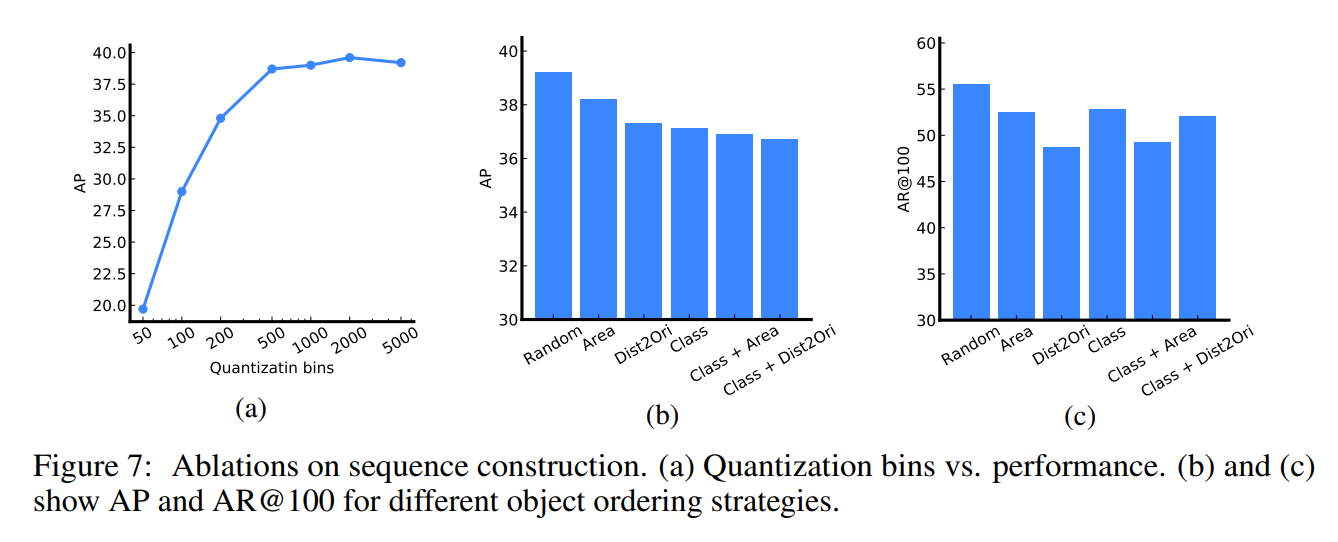 40.0
37.5
35.0
32.5
30.0
27.5
25.0
22.5
20.0
AP
50
100
200
500
1000
2000
5000
Quantizatin bins
(a)
40
38
36
34
32
30
AP
Random
Area
Dist2Ori
Class
Class + Area
Class + Dist2Ori
(b)
60
55
50
45
40
35
30
AR@100
Random
Area
Dist2Ori
Class
Class + Area
Class + Dist2Ori
(c)
Figure 7: Ablations on sequence construction. (a) Quantization bins vs. performance. (b) and (c)
show AP and AR@100 for different object ordering strategies.